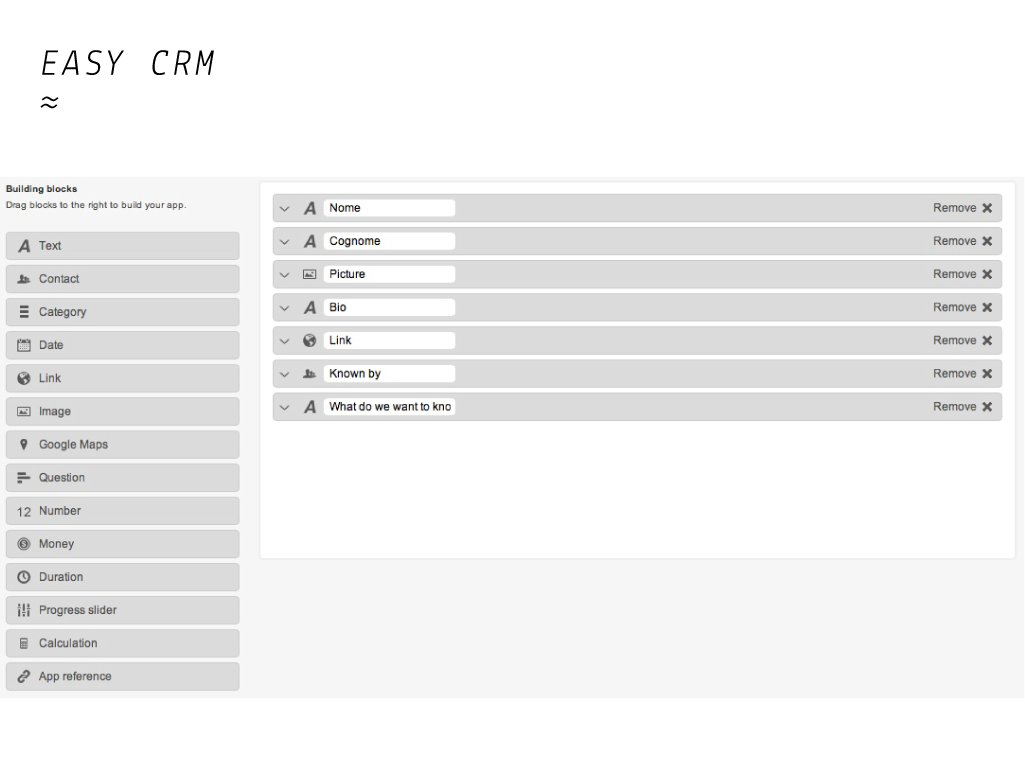 EASY CRM
≈
Building blocks
Drag blocks to the right to build your app.
Text
Contact
Category
Date
Link
Image
Google Maps
Question
12 Number
Money
Duration
Progress slider
Calculation
App reference
A Nome Remove
A Cognome Remove
Picture Remove
A Bio Remove
Link Remove
Known by Remove
A What do we want to kno Remove